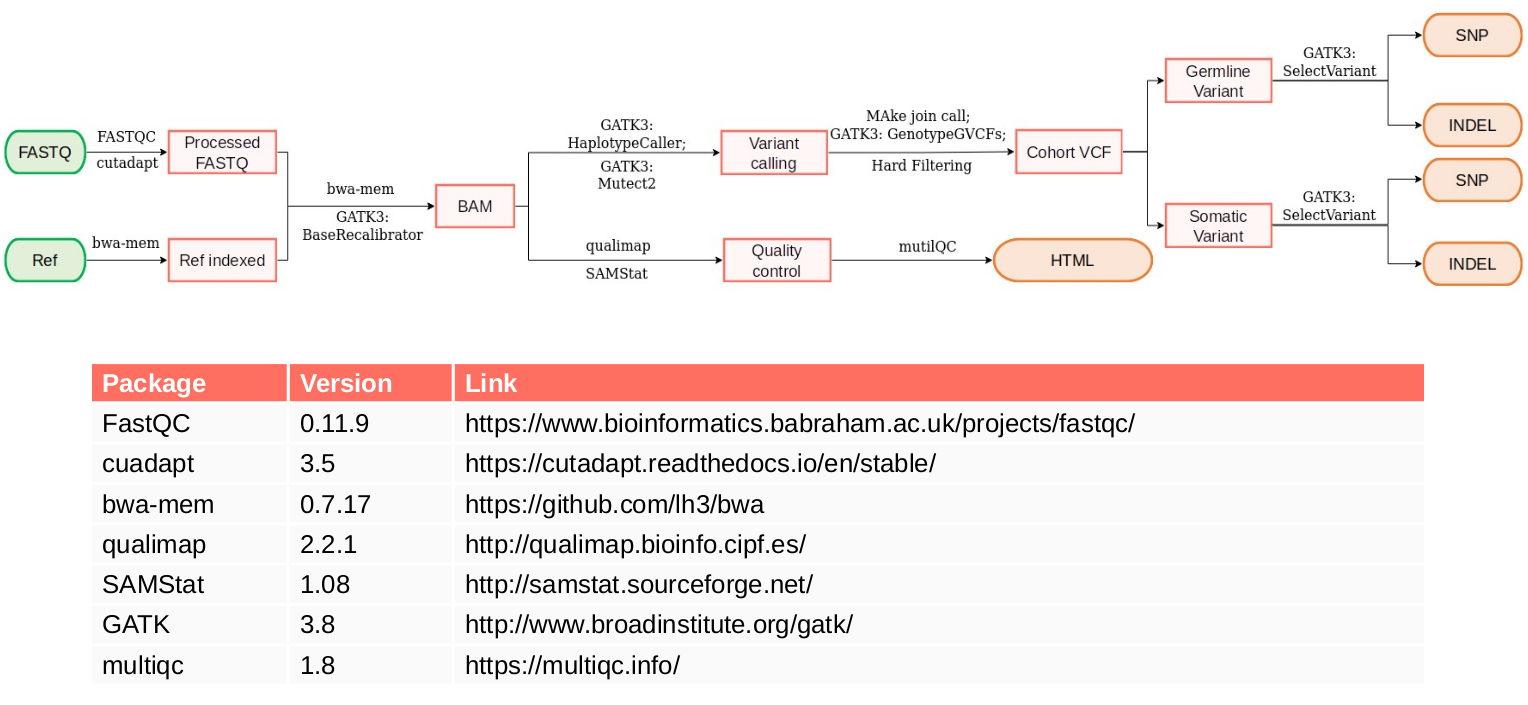 FASTQ
FASTQC
cutadapt
Processed
FASTQ
Ref
bwa-mem
Ref indexed
bwa-mem
GATK3:
BaseRecalibrator
BAM
GATK3:
HaplotypeCaller;
GATK3:
Mutect2
Variant
calling
MAke join call;
GATK3: GenotypeGVCFs;
Hard Filtering
Cohort VCF
qualimap
SAMStat
Quality
control
mutilQC
HTML
Germline
Variant
GATK3:
SelectVariant
SNP
INDEL
Somatic
Variant
GATK3:
SelectVariant
SNP
INDEL
Package Version Link
FastQC 0.11.9 https://www.bioinformatics.babraham.ac.uk/projects/fastqc/
cuadapt 3.5 https://cutadapt.readthedocs.io/en/stable/
bwa-mem 0.7.17 https://github.com/lh3/bwa
qualimap 2.2.1 http://qualimap.bioinfo.cipf.es/
SAMStat 1.08 http://samstat.sourceforge.net/
GATK 3.8 http://www.broadinstitute.org/gatk/
multiqc 1.8 https://multiqc.info/